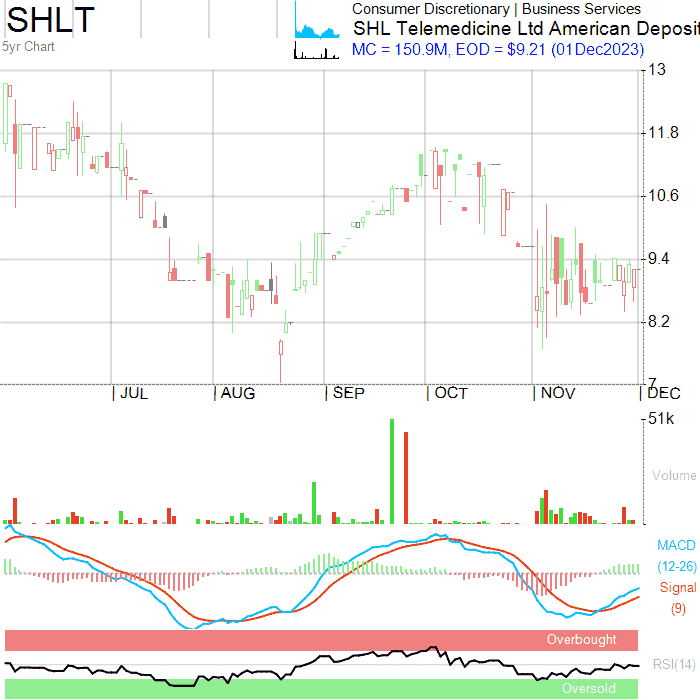 SHLT
5yr Chart
Consumer Discretionary | Business Services
SHL Telemedicine Ltd American Deposit
MC = 150.9M, EOD = $9.21 (01Dec2023)
13
11.8
10.6
9.4
8.2
7
JUL
AUG
SEP
OCT
NOV
DEC
51k
Volume
MACD
(12-26)
Signal
(9)
Overbought
RSI(14)
Oversold